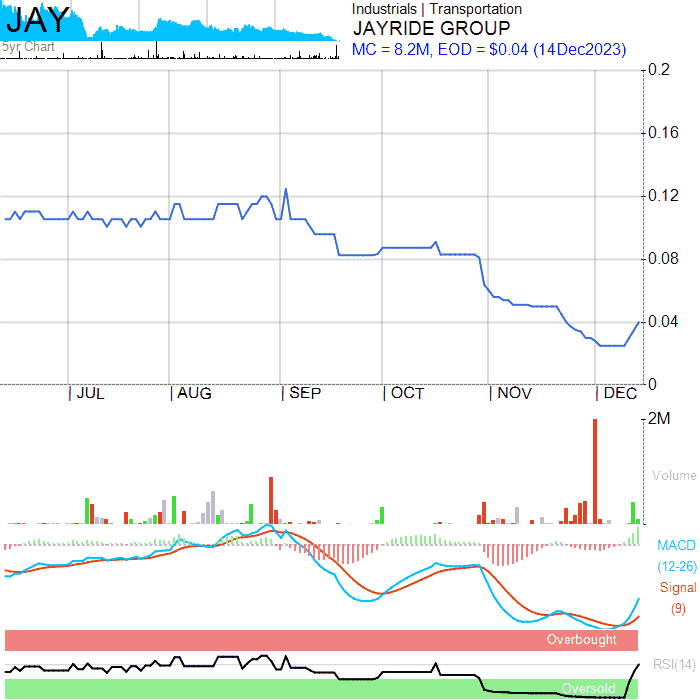 JAY
5yr Chart
Industrials | Transportation
JAYRIDE GROUP
MC = 8.2M, EOD = $0.04 (14Dec2023)
0.2
0.16
0.12
0.08
0.04
0
JUL
AUG
SEP
OCT
NOV
DEC
2M
Volume
MACD
(12-26)
Signal
(9)
Overbought
RSI(14)
Oversold